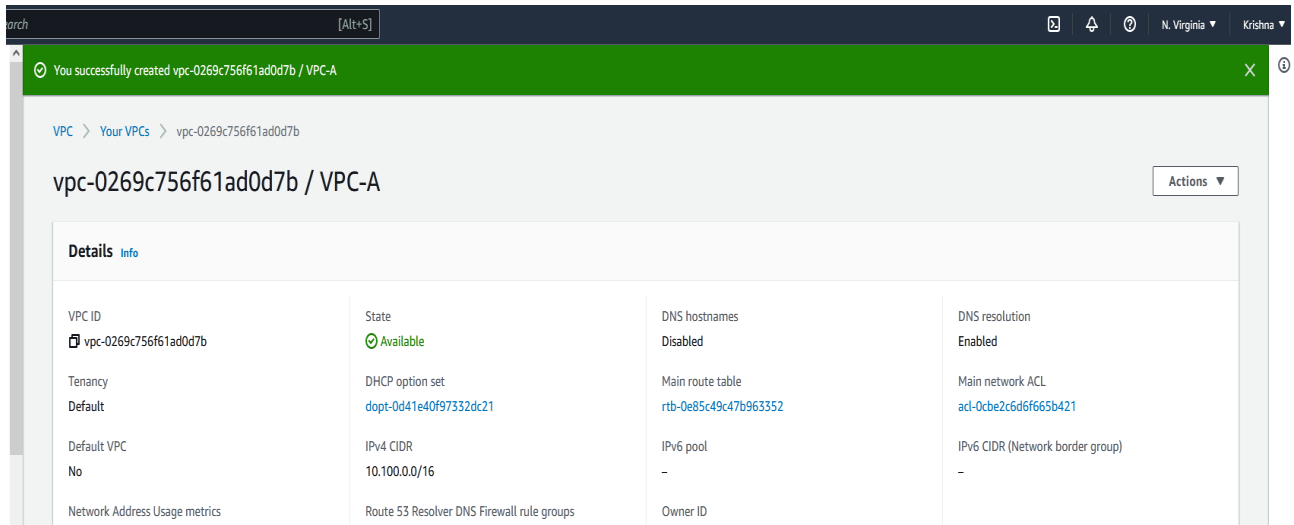 earch [Alt+S] N. Virginia ▼ Krishna ▼
You successfully created vpc-0269c756f61ad0d7b / VPC-A
VPC > Your VPCs > vpc-0269c756f61ad0d7b
vpc-0269c756f61ad0d7b / VPC-A Actions ▼
Details Info
VPC ID State DNS hostnames DNS resolution
vpc-0269c756f61ad0d7b Available Disabled Enabled
Tenancy DHCP option set Main route table Main network ACL
Default dopt-0d41e40f97332dc21 rtb-0e85c49c47b963352 acl-0cbe2c6d6f665b421
Default VPC IPv4 CIDR IPv6 pool IPv6 CIDR (Network border group)
No 10.100.0.0/16 – –
Network Address Usage metrics Route 53 Resolver DNS Firewall rule groups Owner ID